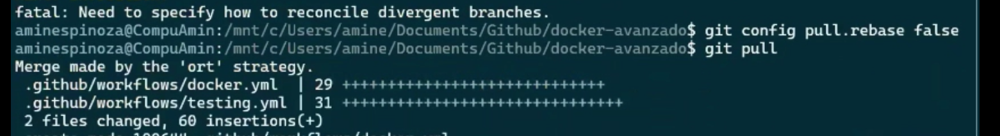 fatal: Need to specify how to reconcile divergent branches.
aminespinoza@CompuAmin:/mnt/c/Users/amine/Documents/Github/docker-avanzado$ git config pull.rebase false
aminespinoza@CompuAmin:/mnt/c/Users/amine/Documents/Github/docker-avanzado$ git pull
Merge made by the 'ort' strategy.
 .github/workflows/docker.yml  | 29 +++++++++++++++++++++++++++++
 .github/workflows/testing.yml | 31 +++++++++++++++++++++++++++++++
 2 files changed, 60 insertions(+)